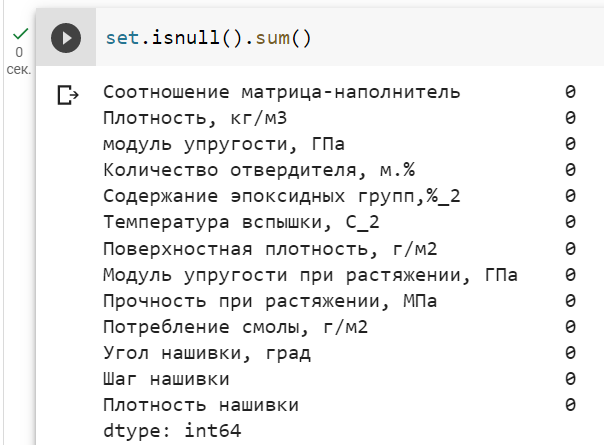 set.isnull().sum()
0
сек.
Соотношение матрица-наполнитель 0
Плотность, кг/м3 0
модуль упругости, ГПа 0
Количество отвердителя, м.% 0
Содержание эпоксидных групп,%_2 0
Температура вспышки, С_2 0
Поверхностная плотность, г/м2 0
Модуль упругости при растяжении, ГПа 0
Прочность при растяжении, МПа 0
Потребление смолы, г/м2 0
Угол нашивки, град 0
Шаг нашивки 0
Плотность нашивки 0
dtype: int64